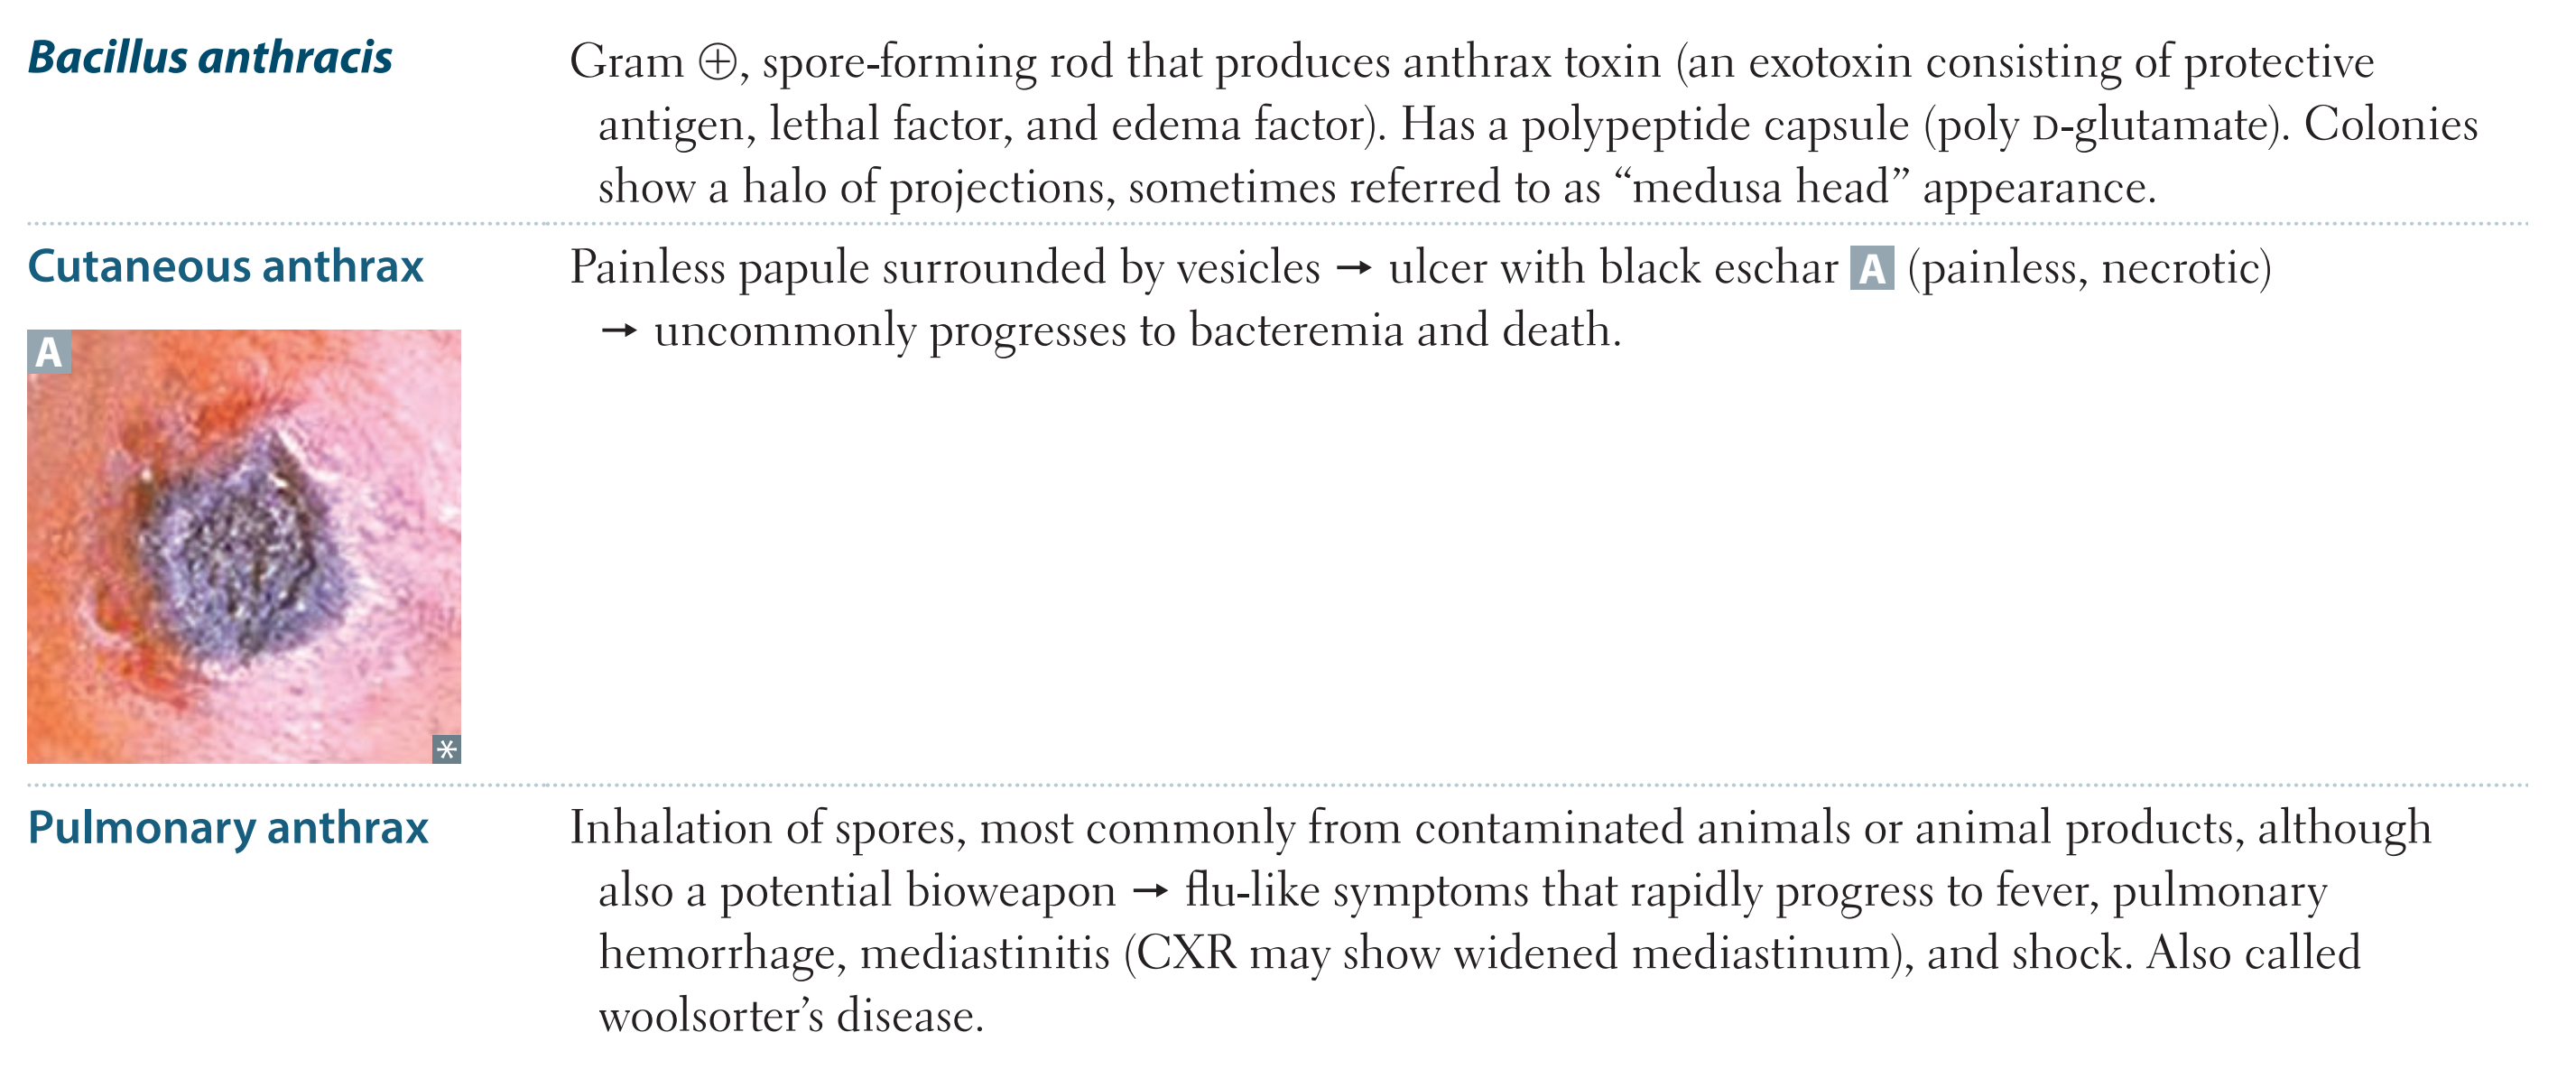 Bacillus anthracis
Gram ⊕, spore-forming rod that produces anthrax toxin (an exotoxin consisting of protective
antigen, lethal factor, and edema factor). Has a polypeptide capsule (poly D-glutamate). Colonies
show a halo of projections, sometimes referred to as “medusa head” appearance.
Cutaneous anthrax
Painless papule surrounded by vesicles → ulcer with black eschar A (painless, necrotic)
→ uncommonly progresses to bacteremia and death.
A
*
Pulmonary anthrax
Inhalation of spores, most commonly from contaminated animals or animal products, although
also a potential bioweapon → flu-like symptoms that rapidly progress to fever, pulmonary
hemorrhage, mediastinitis (CXR may show widened mediastinum), and shock. Also called
woolsorter’s disease.